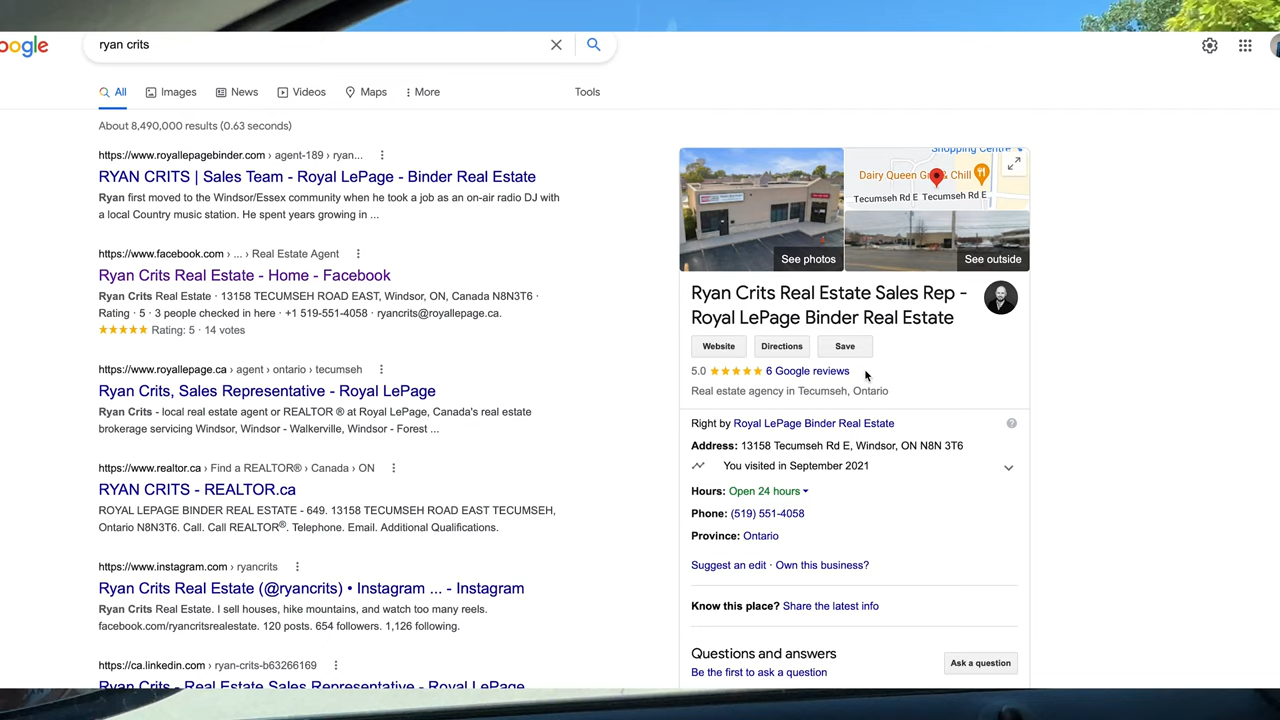 oogle
ryan crits
All
Images
News
Videos
Maps
More
Tools
About 8,490,000 results (0.63 seconds)
https://www.royallepagebinder.com › agent-189 › ryan...
RYAN CRITS | Sales Team - Royal LePage - Binder Real Estate
Ryan first moved to the Windsor/Essex community when he took a job as an on-air radio DJ with
a local Country music station. He spent years growing in ...
https://www.facebook.com › ... › Real Estate Agent
Ryan Crits Real Estate - Home - Facebook
Ryan Crits Real Estate · 13158 TECUMSEH ROAD EAST, Windsor, ON, Canada N8N3T6 ·
Rating · 5 · 3 people checked in here · +1 519-551-4058 · ryancrits@royallepage.ca.
Rating: 5 · 14 votes
https://www.royallepage.ca › agent › ontario › tecumseh
Ryan Crits, Sales Representative - Royal LePage
Ryan Crits - local real estate agent or REALTOR ® at Royal LePage, Canada's real estate
brokerage servicing Windsor, Windsor - Walkerville, Windsor - Forest ...
https://www.realtor.ca › Find a REALTOR® › Canada › ON
RYAN CRITS - REALTOR.ca
ROYAL LEPAGE BINDER REAL ESTATE - 649. 13158 TECUMSEH ROAD EAST TECUMSEH,
Ontario N8N3T6. Call. Call REALTOR®. Telephone. Email. Additional Qualifications.
https://www.instagram.com › ryancrits
Ryan Crits Real Estate (@ryancrits) • Instagram ... - Instagram
Ryan Crits Real Estate. I sell houses, hike mountains, and watch too many reels.
facebook.com/ryancritsrealestate. 120 posts. 654 followers. 1,126 following.
https://ca.linkedin.com › ryan-crits-b63266169
Ryan Crits - Real Estate Sales Representative - Royal LePage
Shopping Centre
Dairy Queen Grill & Chill
Tecumseh Rd E Tecumseh Rd E
See photos
See outside
Ryan Crits Real Estate Sales Rep -
Royal LePage Binder Real Estate
Website
Directions
Save
5.0
6 Google reviews
Real estate agency in Tecumseh, Ontario
Right by Royal LePage Binder Real Estate
Address: 13158 Tecumseh Rd E, Windsor, ON N8N 3T6
You visited in September 2021
Hours: Open 24 hours
Phone: (519) 551-4058
Province: Ontario
Suggest an edit · Own this business?
Know this place? Share the latest info
Questions and answers
Be the first to ask a question
Ask a question